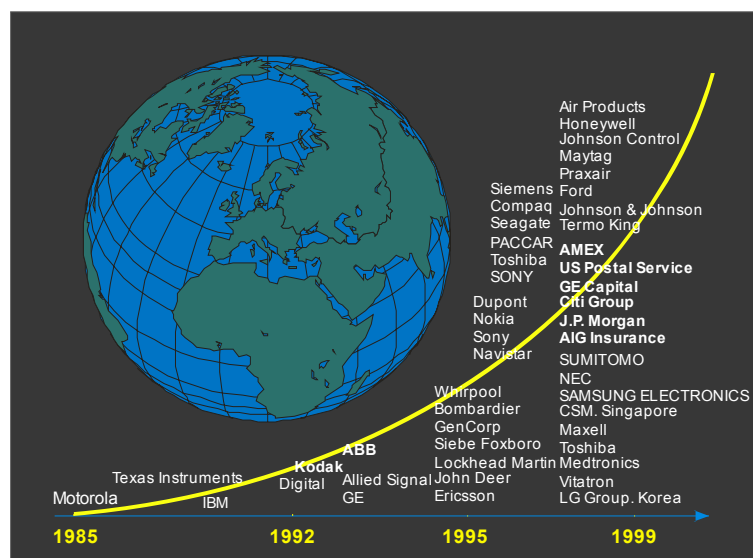 Motorola
Texas Instruments
IBM
Kodak
Digital
ABB
Allied Signal
GE
Whirpool
Bombardier
GenCorp
Siebe Foxboro
Lockhead Martin
John Deer
Ericsson
Siemens
Compaq
Seagate
PACCAR
Toshiba
SONY
Dupont
Nokia
Sony
Navistar
Air Products
Honeywell
Johnson Control
Maytag
Praxair
Ford
Johnson & Johnson
Termo King
AMEX
US Postal Service
GE Capital
Citi Group
J.P. Morgan
AIG Insurance
SUMITOMO
NEC
SAMSUNG ELECTRONICS
CSM. Singapore
Maxell
Toshiba
Medtronics
Vitatron
LG Group. Korea
1985 1992 1995 1999